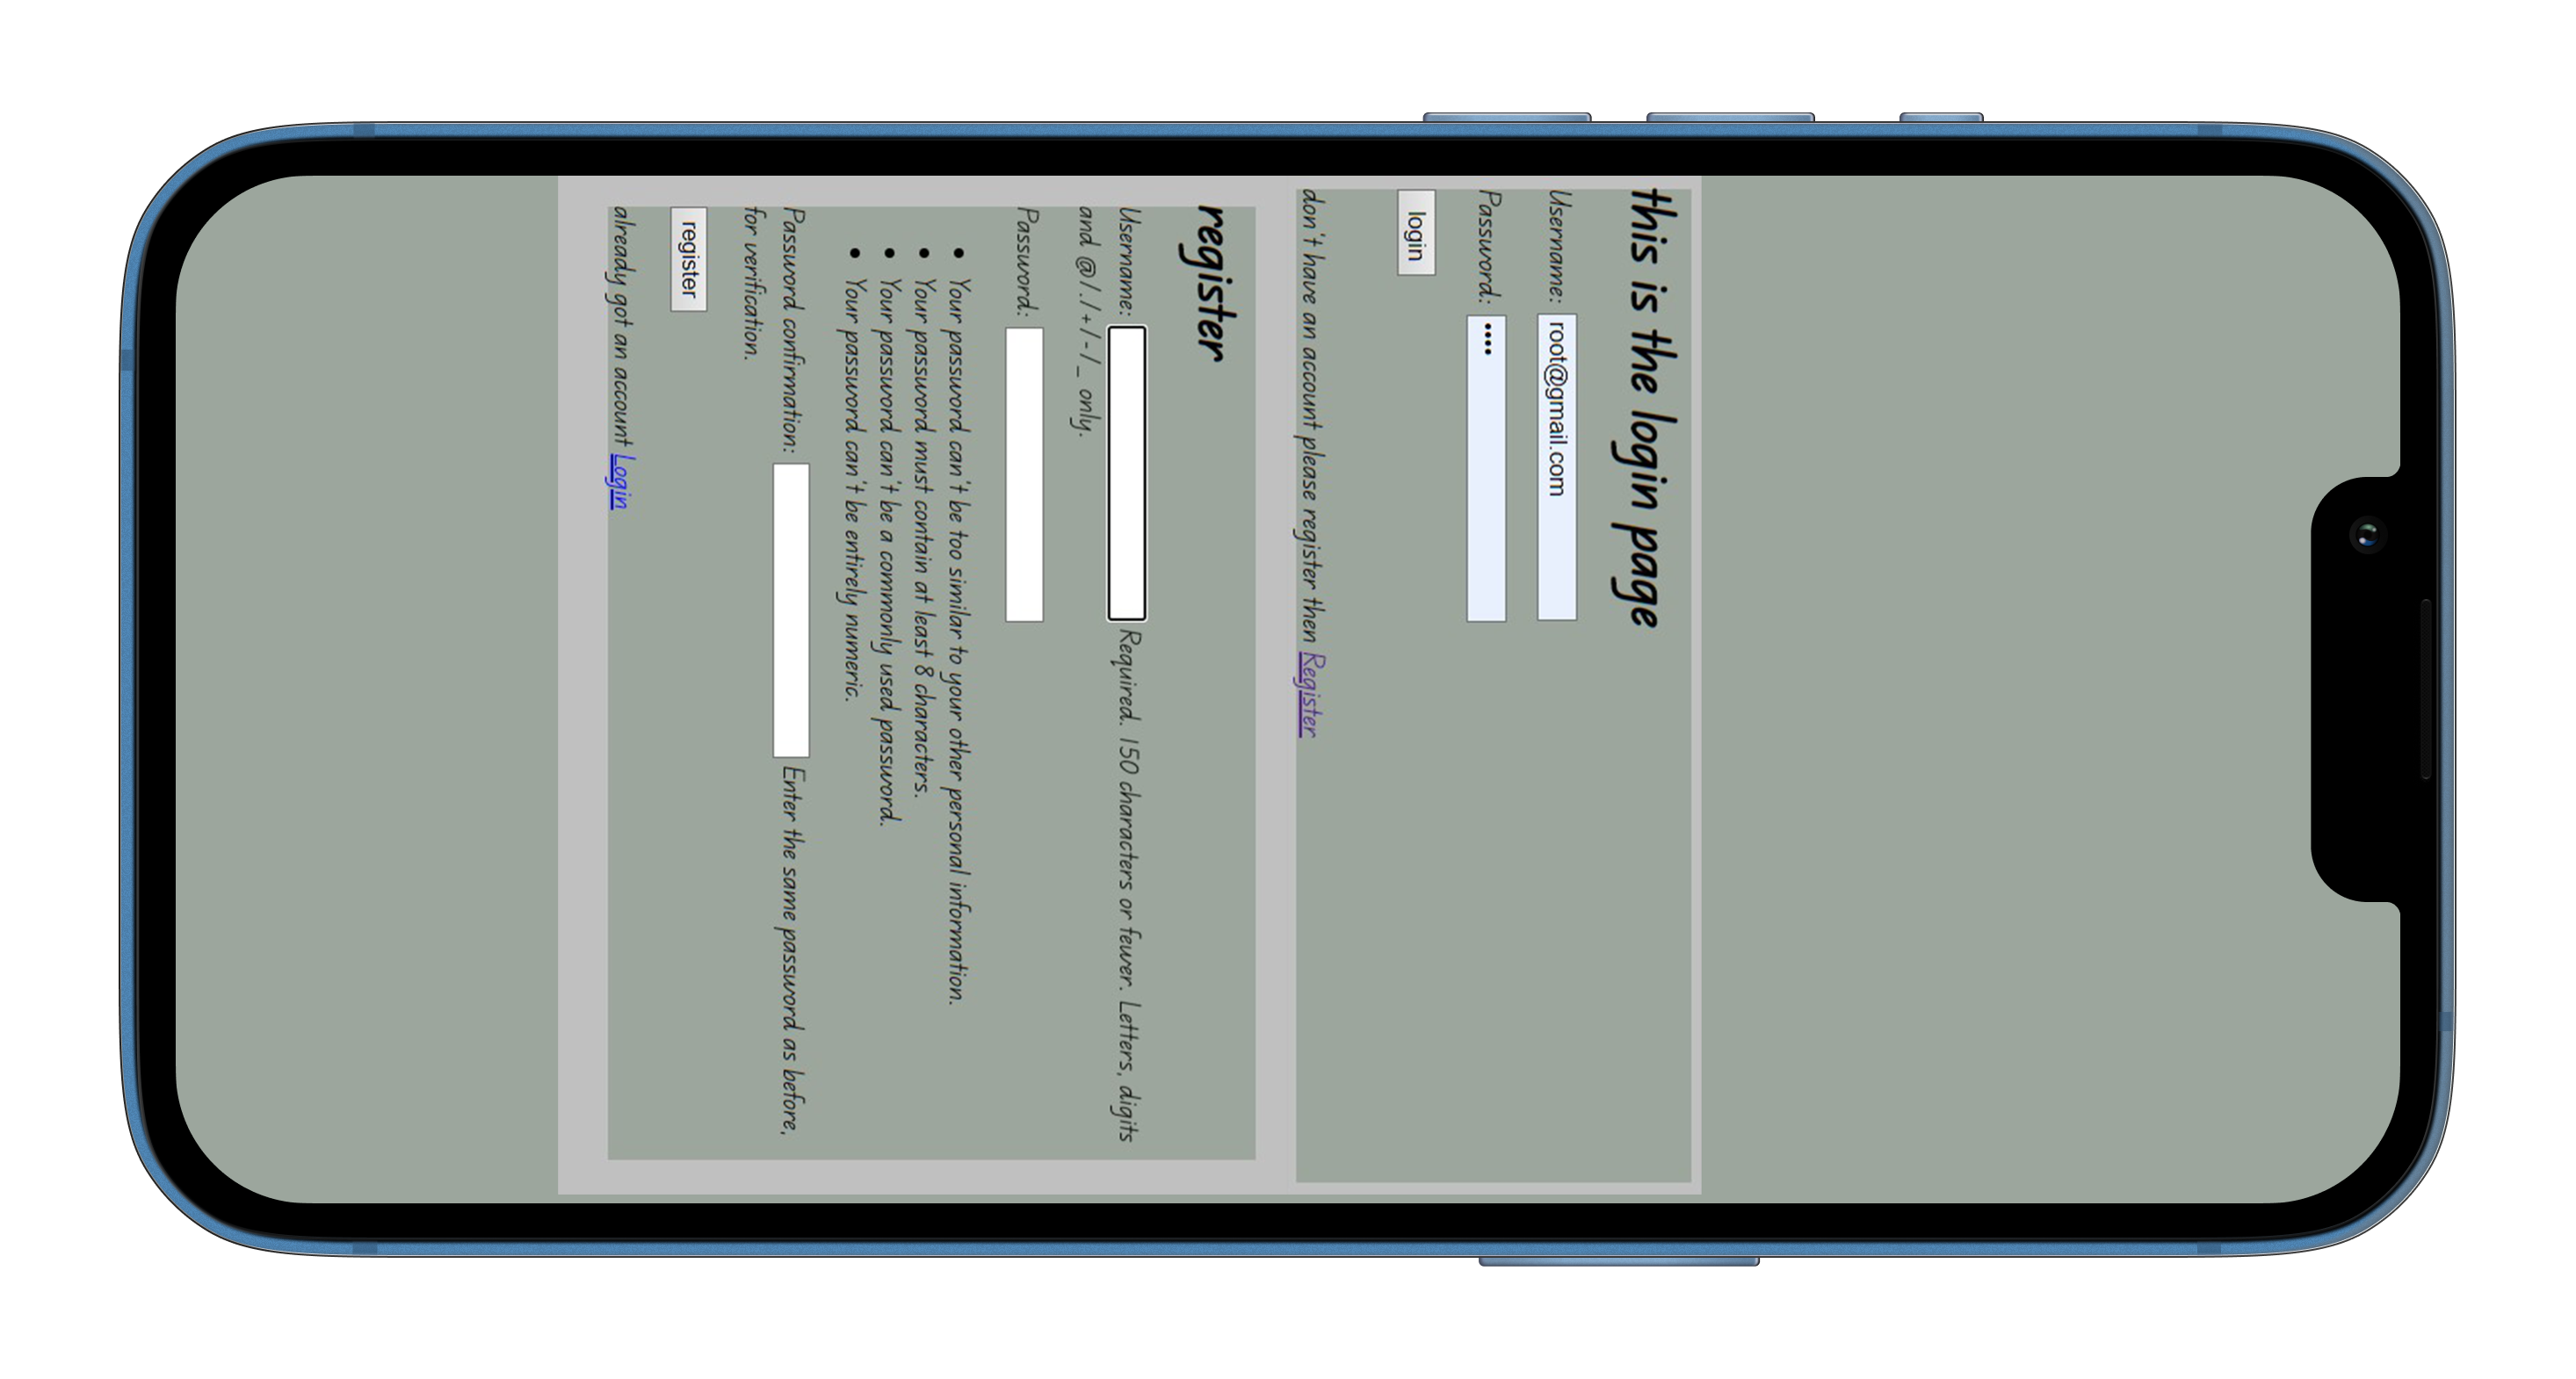 this is the login page
Username: root@gmail.com
Password: ••••
login
don't have an account please register then Register
register
Username: Required. 150 characters or fewer. Letters, digits
and @/./+/-/_ only.
Password:
• Your password can't be too similar to your other personal information.
• Your password must contain at least 8 characters.
• Your password can't be a commonly used password.
• Your password can't be entirely numeric.
Password confirmation: Enter the same password as before,
for verification.
register
already got an account Login